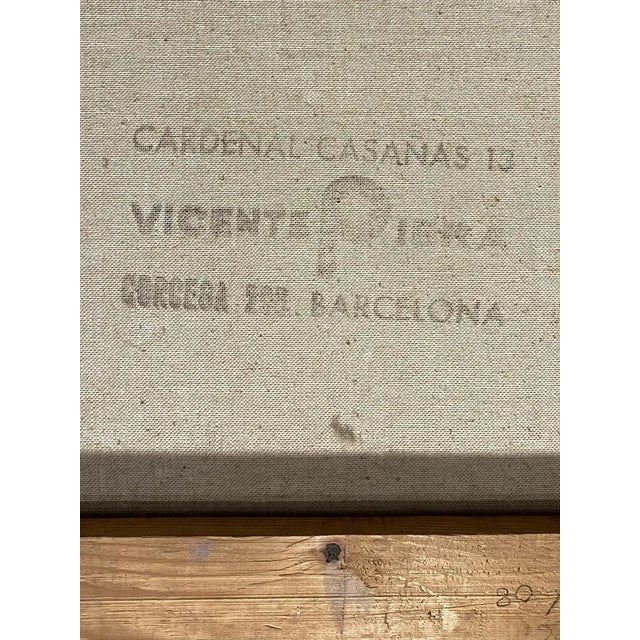 CARDENAL CASAÑAS 13
VICENTE PIERA
CORCEGA BARCELONA